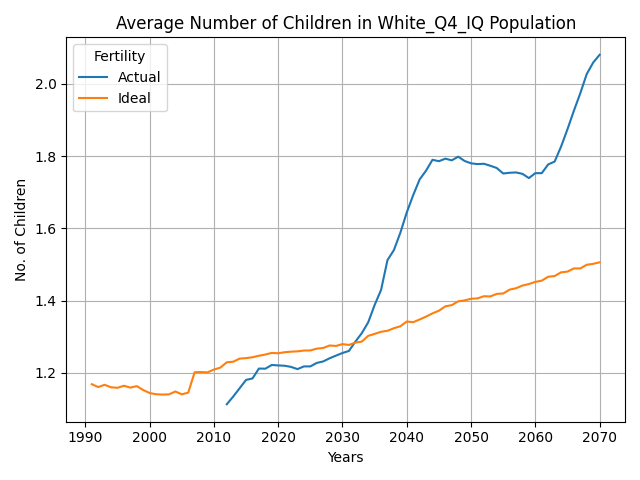 Average Number of Children in White_Q4_IQ Population
Fertility
Actual
Ideal
No. of Children
2.0
1.8
1.6
1.4
1.2
1990 2000 2010 2020 2030 2040 2050 2060 2070
Years